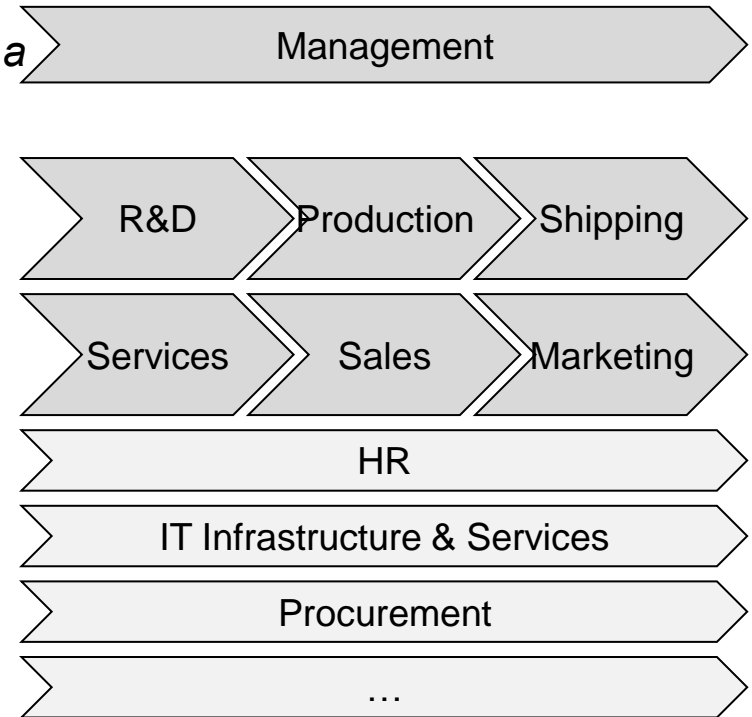 a
Management
R&D
Production
Shipping
Services
Sales
Marketing
HR
IT Infrastructure & Services
Procurement
…